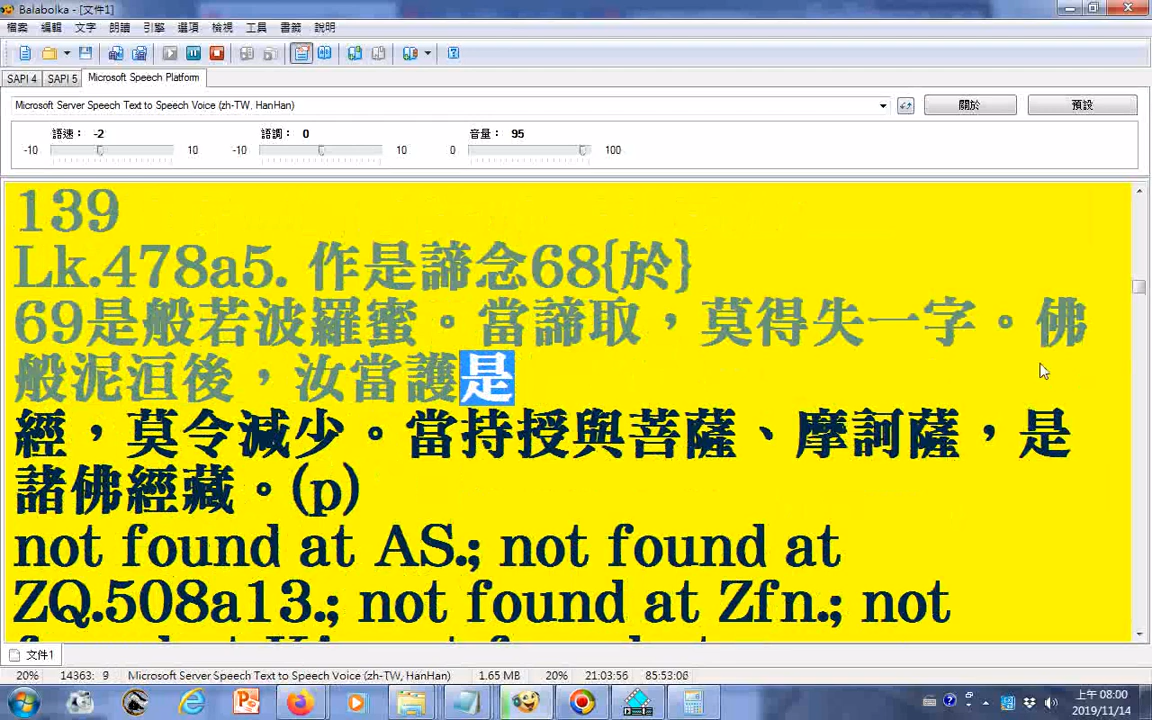 Balabolka - [文件1]
檔案 編輯 文字 朗讀 引擎 選項 檢視 工具 書籤 說明
SAPI 4 SAPI 5 Microsoft Speech Platform
Microsoft Server Speech Text to Speech Voice (zh-TW, HanHan) 關於 預設
語速： -2 語調： 0 音量： 95
-10 10 -10 10 0 100
139
Lk.478a5. 作是諦念68{於}
69是般若波羅蜜。當諦取，莫得失一字。佛
般泥洹後，汝當護是
經，莫令減少。當持授與菩薩、摩訶薩，是
諸佛經藏。(p)
not found at AS.; not found at
ZQ.508a13.; not found at Zfn.; not
文件1
20% 14363: 9 Microsoft Server Speech Text to Speech Voice (zh-TW, HanHan) 1.65 MB 20% 21:03:56 85:53:06
上午 08:00
2019/11/14